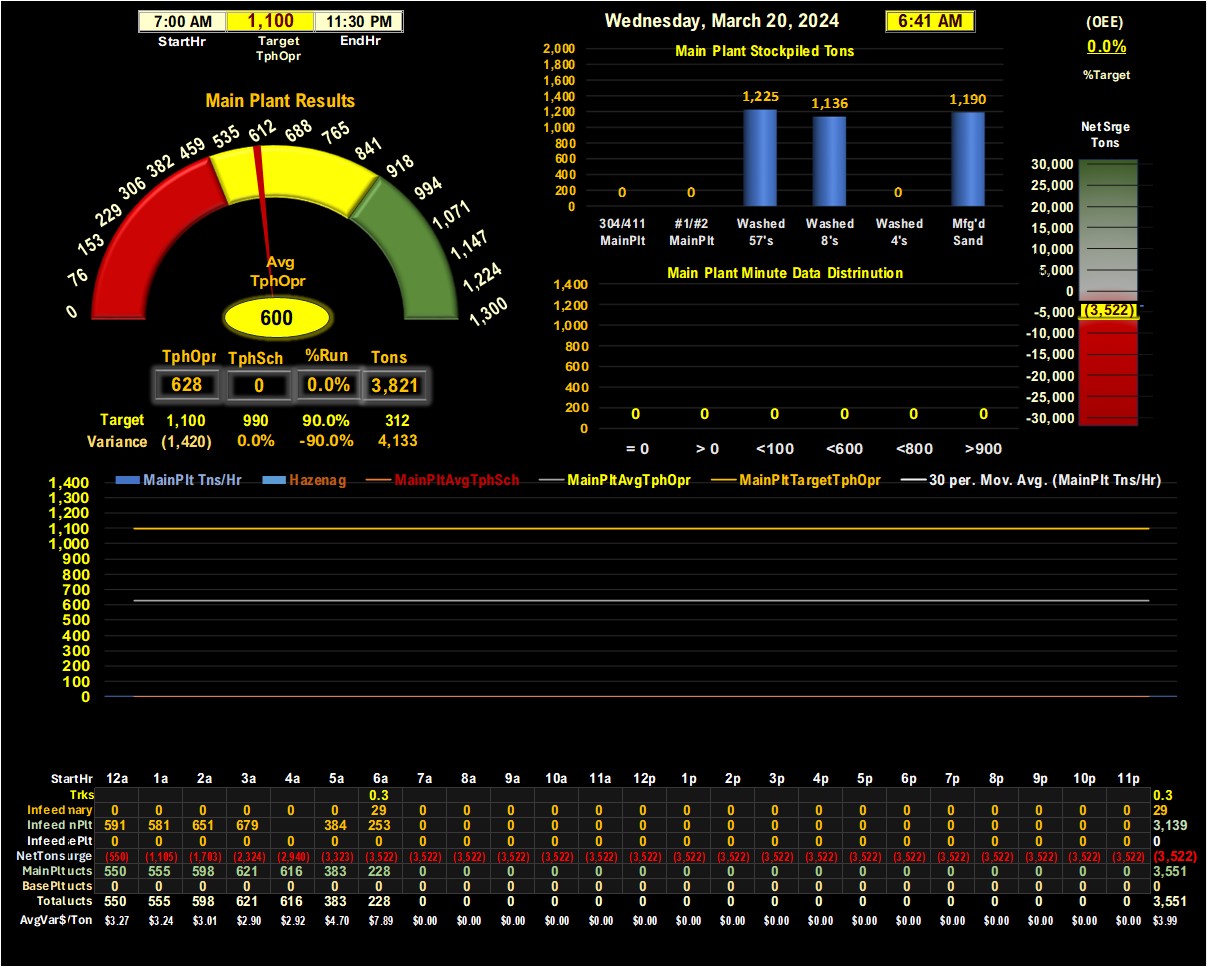 7:00 AM 1,100 11:30 PM
StartHr Target TphOpr EndHr
Wednesday, March 20, 2024 6:41 AM
(OEE)
0.0%
%Target
Main Plant Results
0 76 153 229 306 382 459 535 612 688 765 841 918 994 1,071 1,147 1,224 1,300
Avg
TphOpr
600
TphOpr TphSch %Run Tons
628 0 0.0% 3,821
Target 1,100 990 90.0% 312
Variance (1,420) 0.0% -90.0% 4,133
Main Plant Stockpiled Tons
2,000
1,800
1,600
1,400
1,200
1,000
800
600
400
200
0
0 0 1,225 1,136 0 1,190
304/411 #1/#2 Washed Washed Washed Mfg'd
MainPlt MainPlt 57's 8's 4's Sand
Main Plant Minute Data Distrinution
1,400
1,200
1,000
800
600
400
200
0
0 0 0 0 0 0
= 0 > 0 <100 <600 <800 >900
Net Srge
Tons
30,000
25,000
20,000
15,000
10,000
5,000
0
-5,000 (3,522)
-10,000
-15,000
-20,000
-25,000
-30,000
MainPlt Tns/Hr Hazenag MainPltAvgTphSch MainPltAvgTphOpr MainPltTargetTphOpr 30 per. Mov. Avg. (MainPlt Tns/Hr)
1,400
1,300
1,200
1,100
1,000
900
800
700
600
500
400
300
200
100
0
StartHr 12a 1a 2a 3a 4a 5a 6a 7a 8a 9a 10a 11a 12p 1p 2p 3p 4p 5p 6p 7p 8p 9p 10p 11p
Trks 0.3 0.3
Infeed nary 0 0 0 0 0 0 29 0 0 0 0 0 0 0 0 0 0 0 0 0 0 0 0 0 29
Infeed nPlt 591 581 651 679 384 253 0 0 0 0 0 0 0 0 0 0 0 0 0 0 0 0 0 3,139
Infeed ePlt 0 0 0 0 0 0 0 0 0 0 0 0 0 0 0 0 0 0 0 0 0 0 0 0 0
NetTons urge (550) (1,105) (1,703) (2,324) (2,940) (3,323) (3,522) (3,522) (3,522) (3,522) (3,522) (3,522) (3,522) (3,522) (3,522) (3,522) (3,522) (3,522) (3,522) (3,522) (3,522) (3,522) (3,522) (3,522) (3,522)
MainPlt ucts 550 555 598 621 616 383 228 0 0 0 0 0 0 0 0 0 0 0 0 0 0 0 0 0 3,551
BasePlt ucts 0 0 0 0 0 0 0 0 0 0 0 0 0 0 0 0 0 0 0 0 0 0 0 0 0
Total ucts 550 555 598 621 616 383 228 0 0 0 0 0 0 0 0 0 0 0 0 0 0 0 0 0 3,551
AvgVar$/Ton $3.27 $3.24 $3.01 $2.90 $2.92 $4.70 $7.89 $0.00 $0.00 $0.00 $0.00 $0.00 $0.00 $0.00 $0.00 $0.00 $0.00 $0.00 $0.00 $0.00 $0.00 $0.00 $0.00 $0.00 $3.99